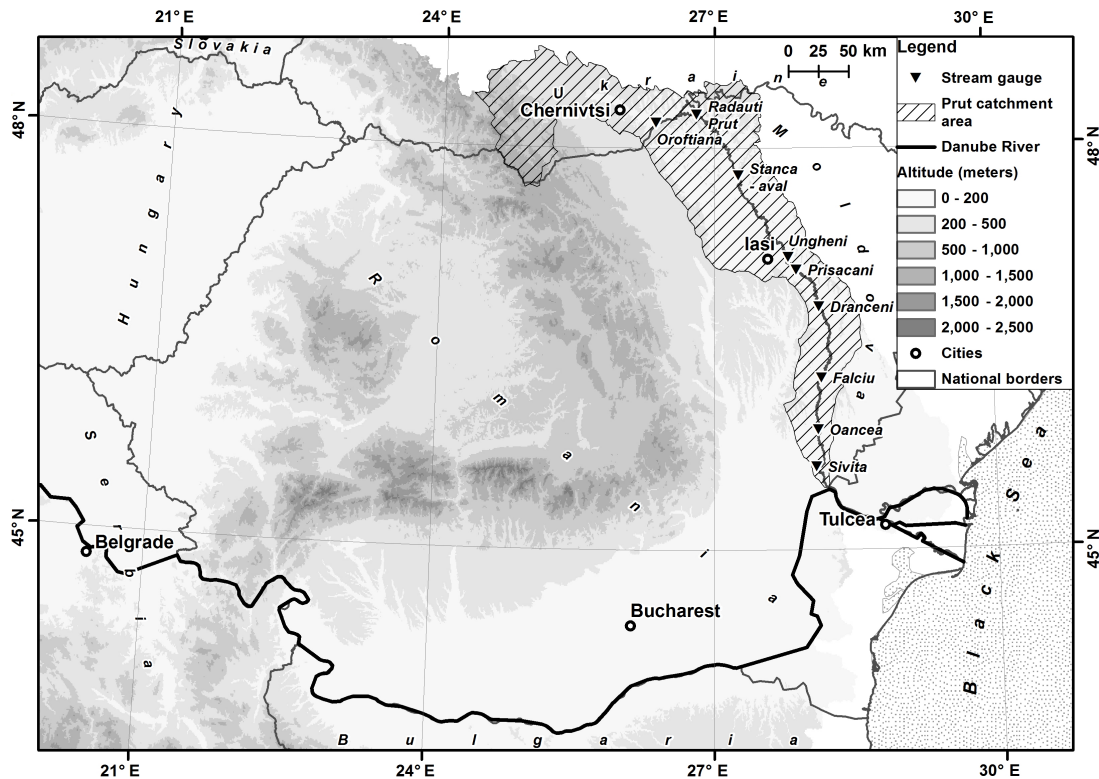 21° E
24° E
27° E
30° E
Slovakia
Ukraine
0 25 50 km
Legend
Stream gauge
Prut catchment
area
Danube River
Altitude (meters)
0 - 200
200 - 500
500 - 1,000
1,000 - 1,500
1,500 - 2,000
2,000 - 2,500
Cities
National borders
48° N
48° N
Chernivtsi
Radauti
Prut
Oroftiana
Stanca
- aval
Iasi
Ungheni
Prisacani
Dranceni
Falciu
Oancea
Sivita
Hungary
Moldova
Romania
Serbia
45° N
45° N
Belgrade
Tulcea
Bucharest
Black Sea
Bulgaria
21° E
24° E
27° E
30° E